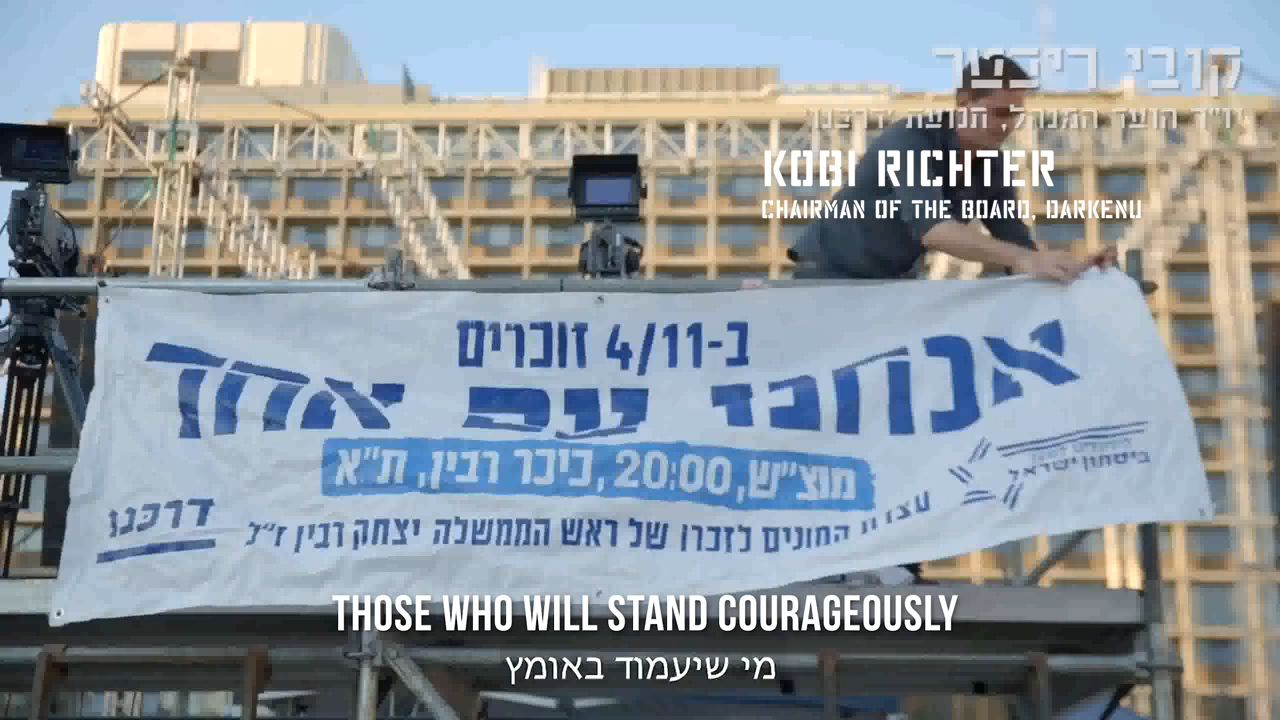 קובי ריכטר
יו״ר הועד המנהל, תנועת דרכנו
KOBI RICHTER
CHAIRMAN OF THE BOARD, DARKENU
ב-4/11 זוכרים
אנחנו עם אחד
מוצ״ש, 20:00, כיכר רבין, ת״א
עצרת המונים לזכרו של ראש הממשלה יצחק רבין ז״ל
דרכנו
ביטחון ישראל
THOSE WHO WILL STAND COURAGEOUSLY
מי שיעמוד באומץ